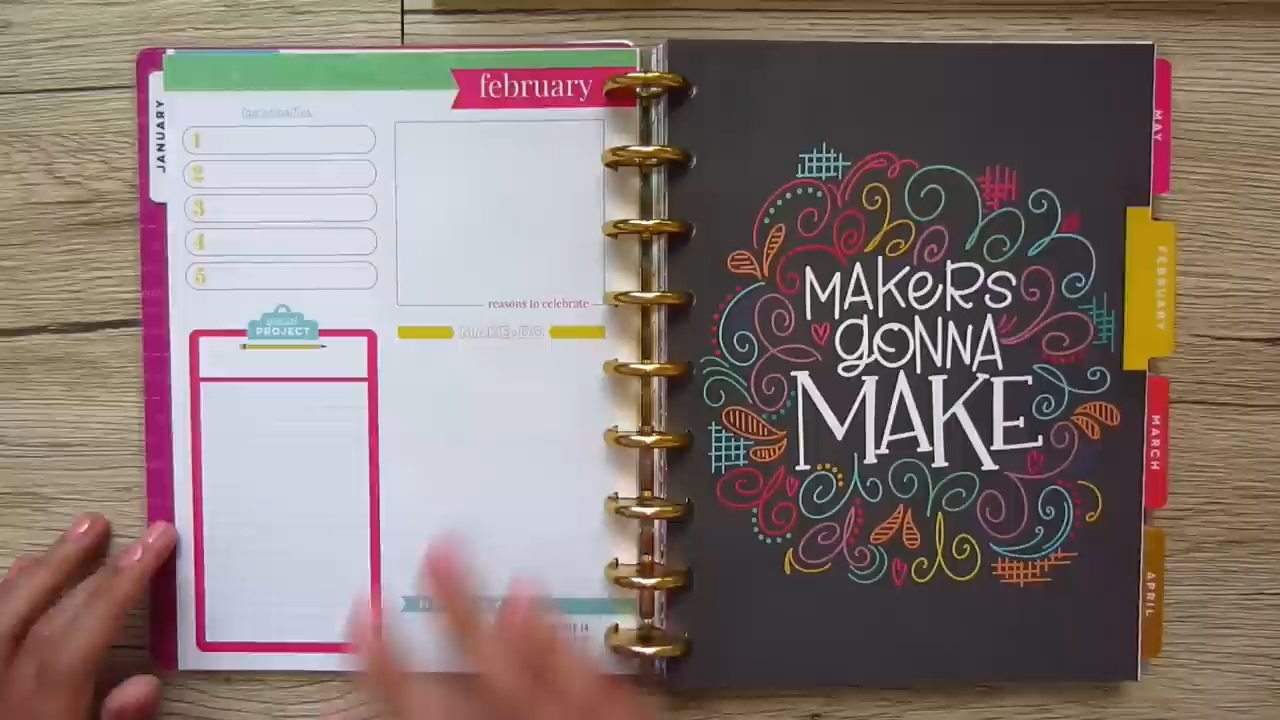 JANUARY
february
1
2
3
4
5
PROJECT
reasons to celebrate
MAKERS
gONNA
MAKE
MAY
FEBRUARY
MARCH
APRIL